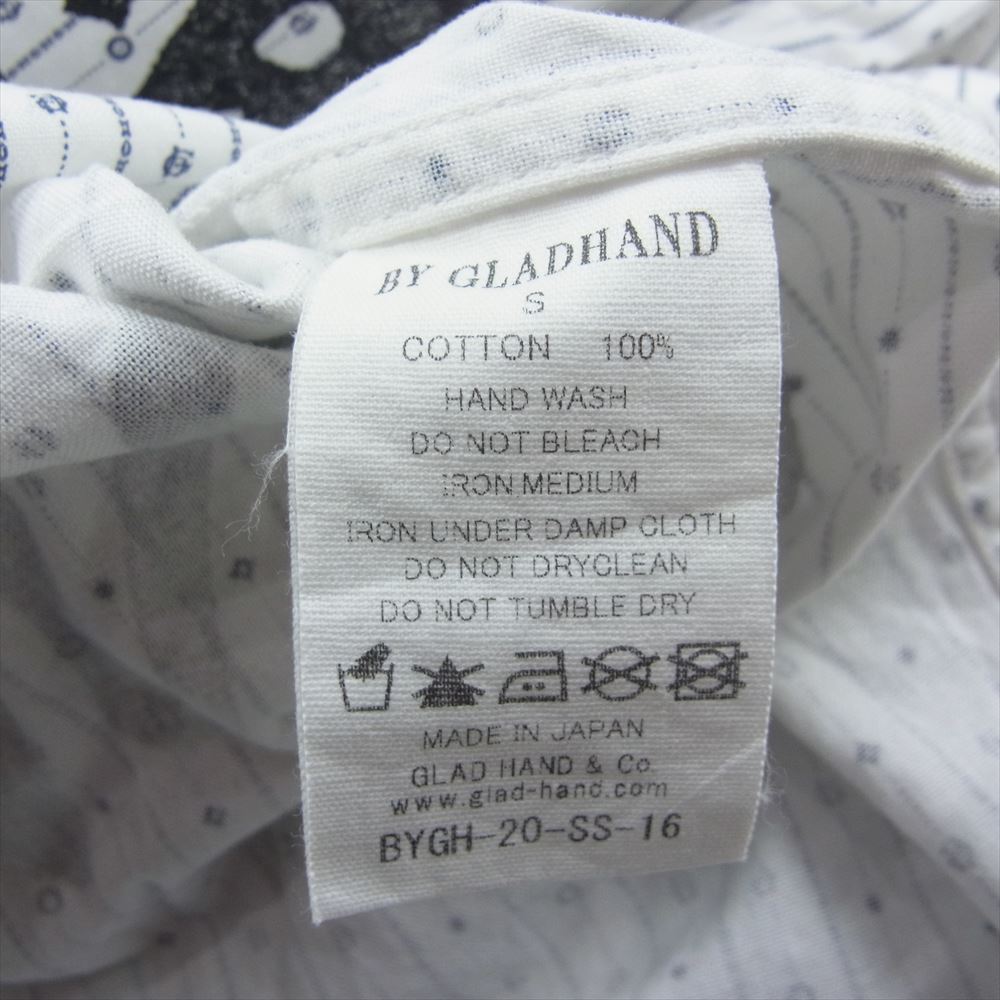 BY GLADHAND
S
COTTON 100%
HAND WASH
DO NOT BLEACH
IRON MEDIUM
IRON UNDER DAMP CLOTH
DO NOT DRYCLEAN
DO NOT TUMBLE DRY
MADE IN JAPAN
GLAD HAND & Co
www.glad-hand.com
BYGH-20-SS-16